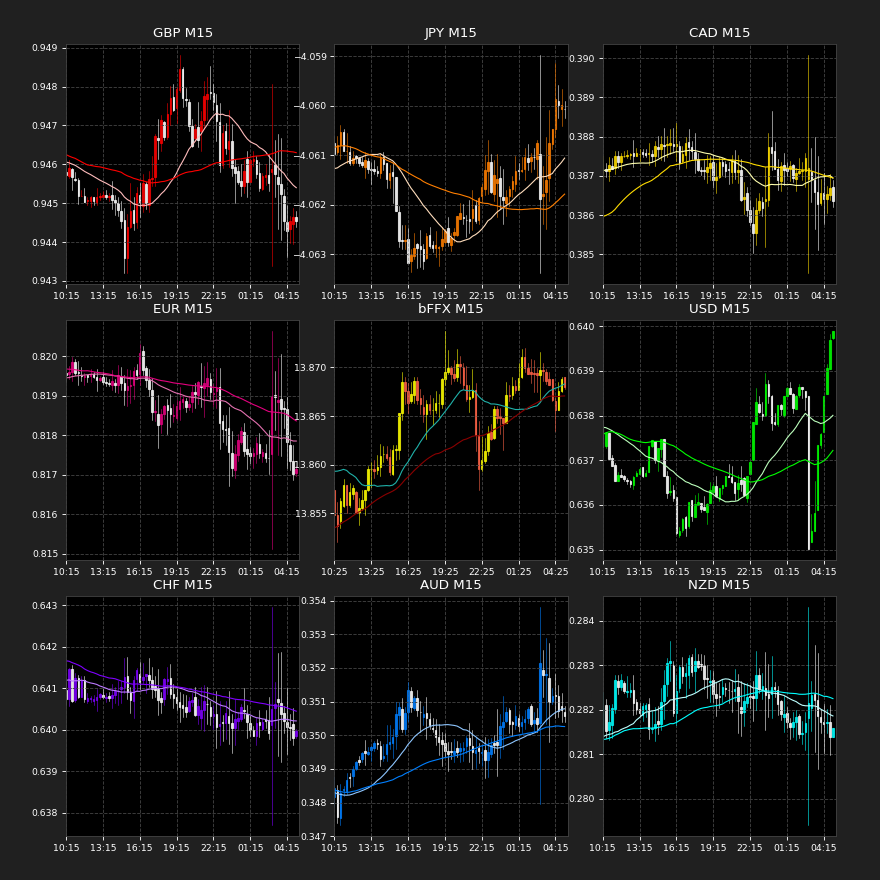 GBP M15
0.949
0.948
0.947
0.946
0.945
0.944
0.943
10:15 13:15 16:15 19:15 22:15 01:15 04:15
JPY M15
−4.059
−4.060
−4.061
−4.062
−4.063
10:15 13:15 16:15 19:15 22:15 01:15 04:15
CAD M15
0.390
0.389
0.388
0.387
0.386
0.385
10:15 13:15 16:15 19:15 22:15 01:15 04:15
EUR M15
0.820
0.819
0.818
0.817
0.816
0.815
10:15 13:15 16:15 19:15 22:15 01:15 04:15
bFFX M15
13.870
13.865
13.860
13.855
10:25 13:25 16:25 19:25 22:25 01:25 04:25
USD M15
0.640
0.639
0.638
0.637
0.636
0.635
10:15 13:15 16:15 19:15 22:15 01:15 04:15
CHF M15
0.643
0.642
0.641
0.640
0.639
0.638
10:15 13:15 16:15 19:15 22:15 01:15 04:15
AUD M15
0.354
0.353
0.352
0.351
0.350
0.349
0.348
0.347
10:15 13:15 16:15 19:15 22:15 01:15 04:15
NZD M15
0.284
0.283
0.282
0.281
0.280
10:15 13:15 16:15 19:15 22:15 01:15 04:15